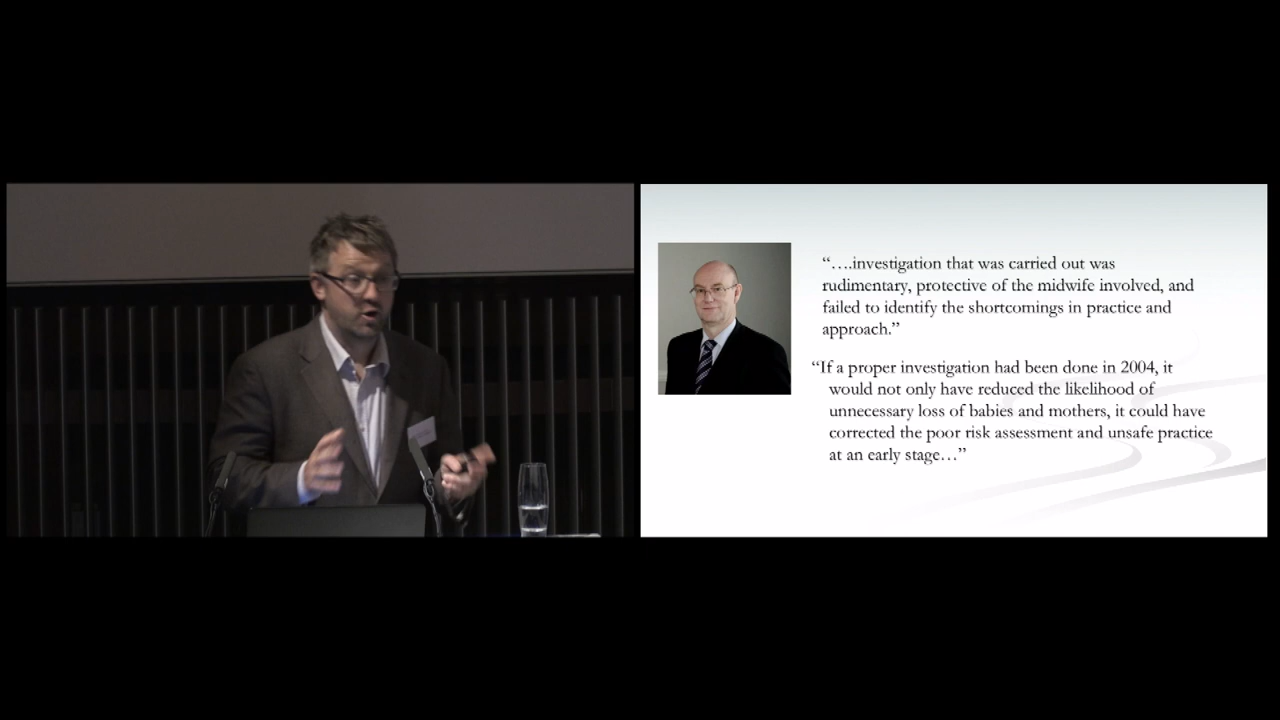 “….investigation that was carried out was
rudimentary, protective of the midwife involved, and
failed to identify the shortcomings in practice and
approach.”
“If a proper investigation had been done in 2004, it
would not only have reduced the likelihood of
unnecessary loss of babies and mothers, it could have
corrected the poor risk assessment and unsafe practice
at an early stage…”